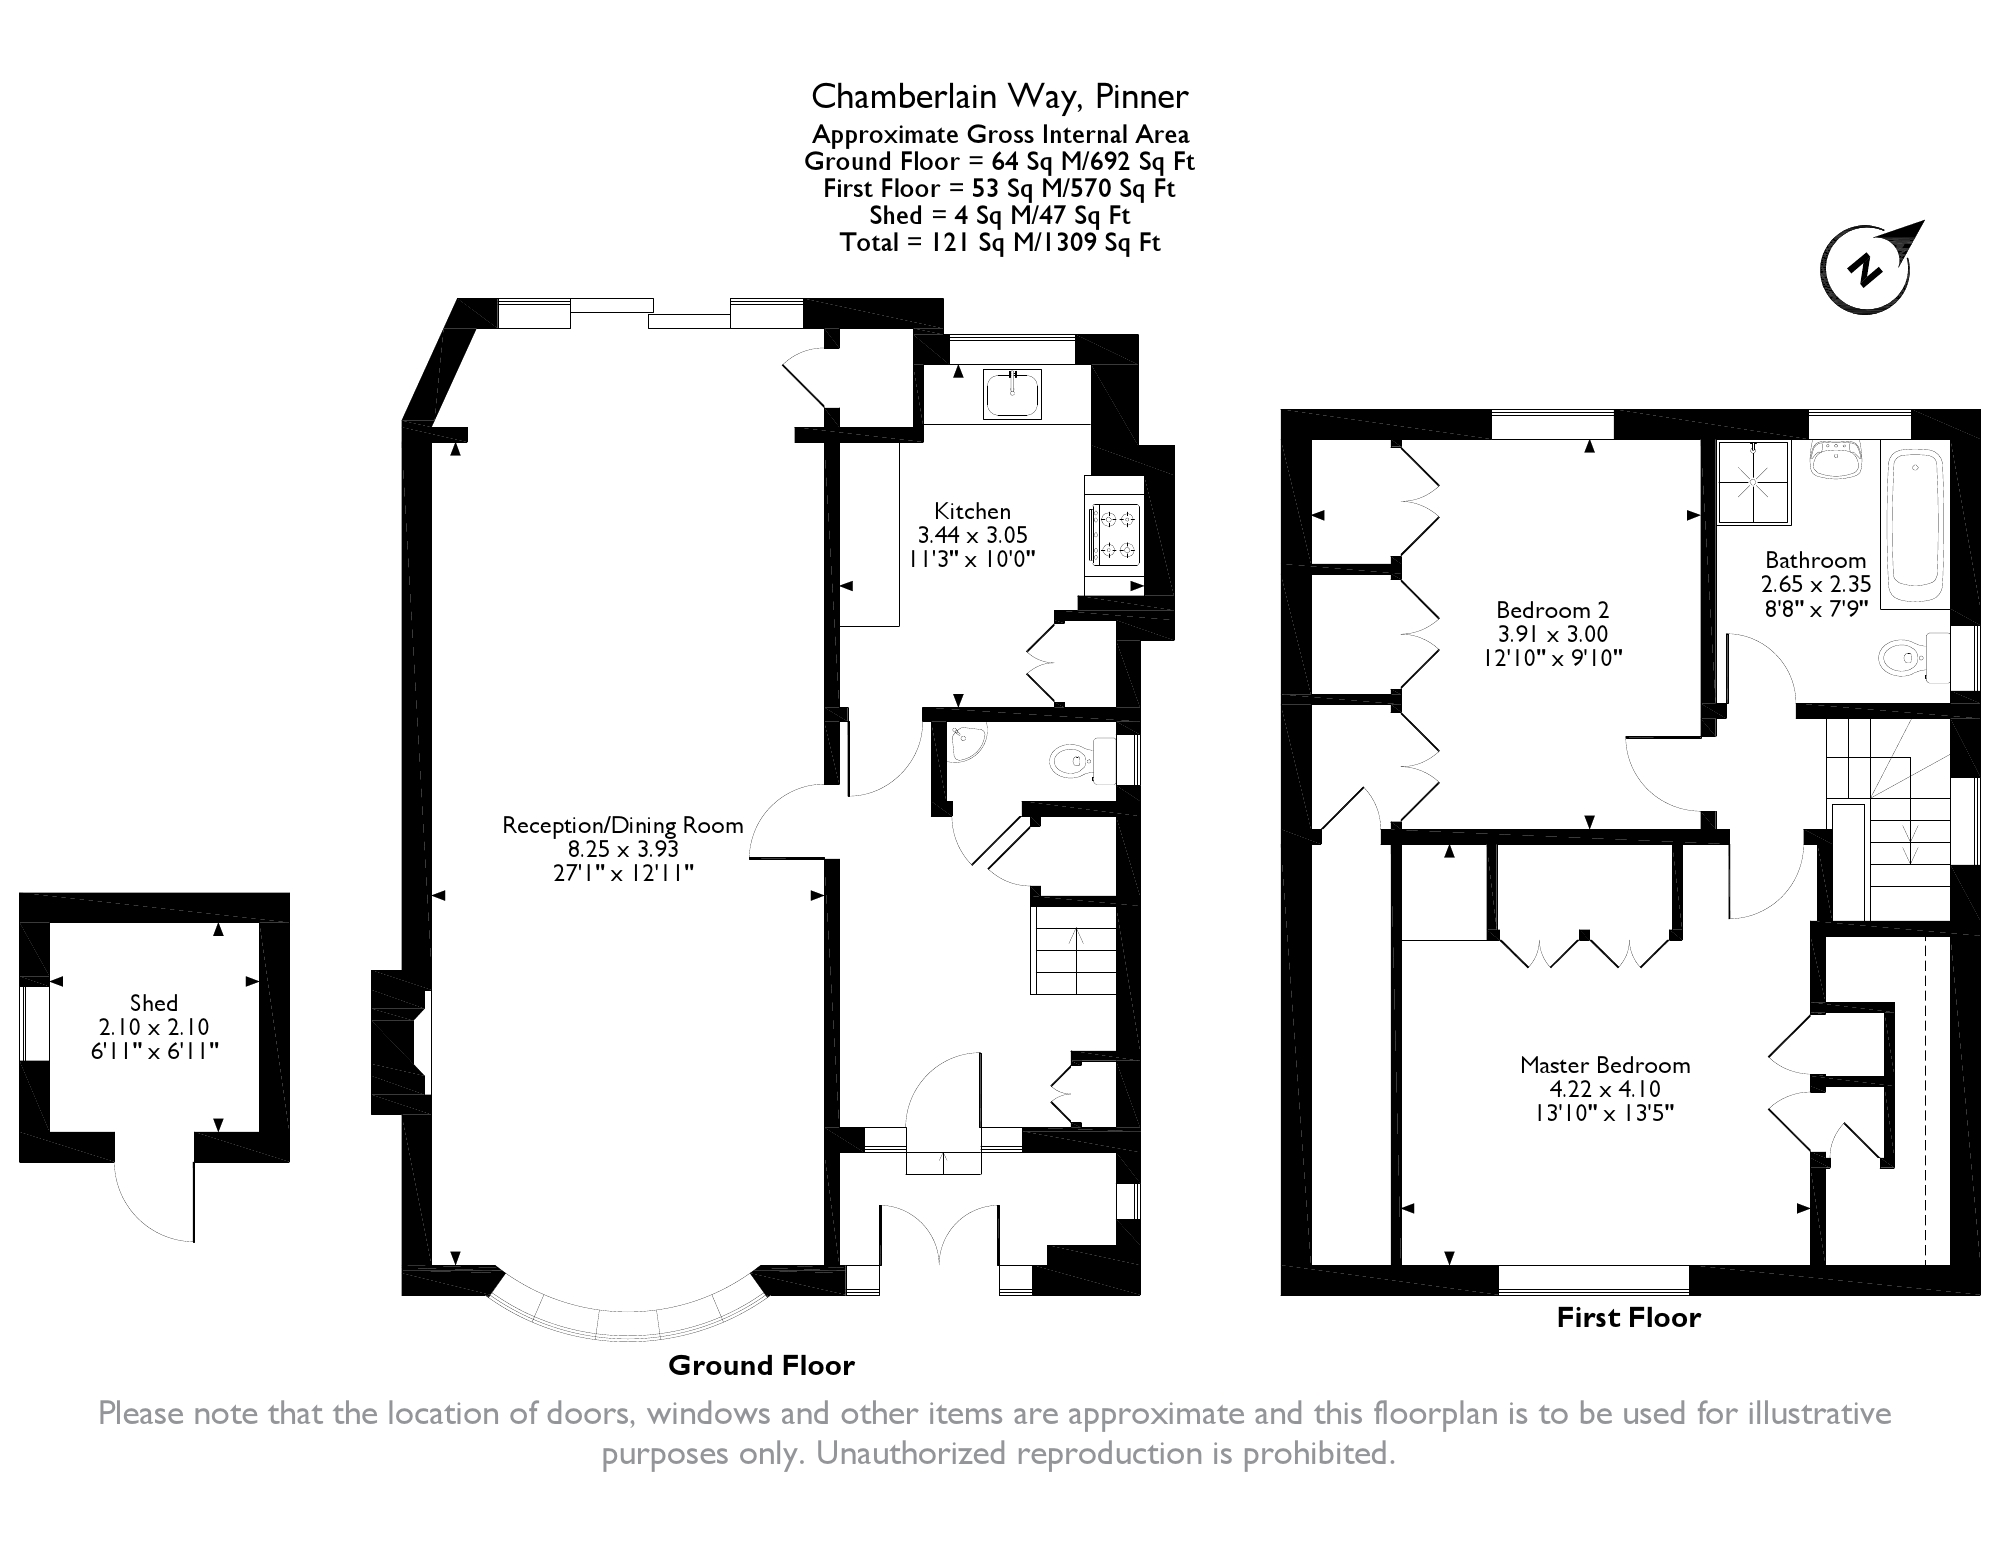 Chamberlain Way, Pinner
Approximate Gross Internal Area
Ground Floor = 64 Sq M/692 Sq Ft
First Floor = 53 Sq M/570 Sq Ft
Shed = 4 Sq M/47 Sq Ft
Total = 121 Sq M/1309 Sq Ft
N
Kitchen
3.44 x 3.05
11'3" x 10'0"
Bathroom
2.65 x 2.35
8'8" x 7'9"
Bedroom 2
3.91 x 3.00
12'10" x 9'10"
Reception/Dining Room
8.25 x 3.93
27'1" x 12'11"
Shed
2.10 x 2.10
6'11" x 6'11"
Master Bedroom
4.22 x 4.10
13'10" x 13'5"
First Floor
Ground Floor
Please note that the location of doors, windows and other items are approximate and this floorplan is to be used for illustrative
purposes only. Unauthorized reproduction is prohibited.